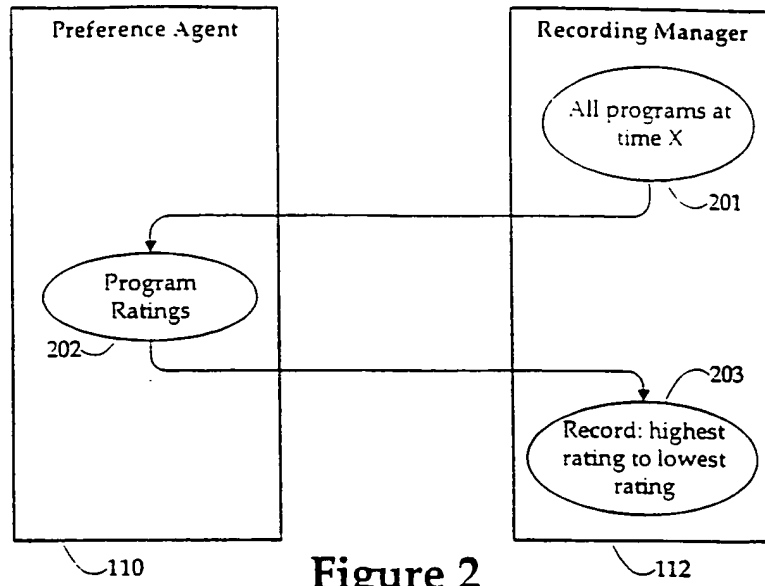 Preference Agent
Recording Manager
All programs at
time X
201
Program
Ratings
202
203
Record: highest
rating to lowest
rating
110
Figure 2
112